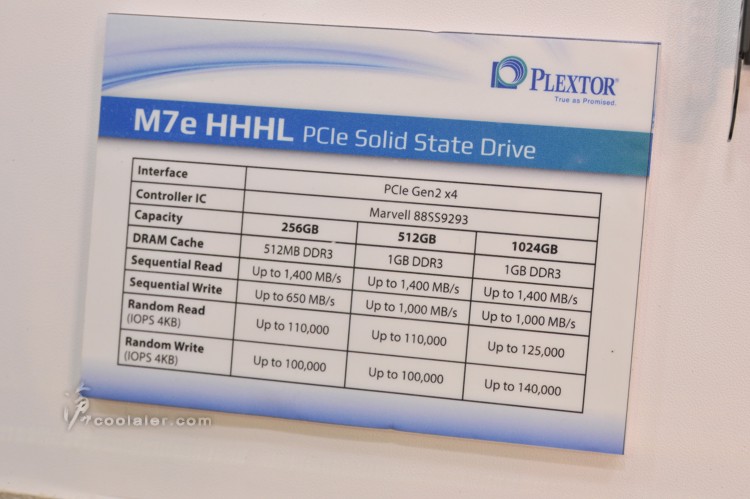 PLEXTOR®
True as Promised.
M7e HHHL PCIe Solid State Drive
Interface PCIe Gen2 x4
Controller IC Marvell 88SS9293
Capacity 256GB 512GB 1024GB
DRAM Cache 512MB DDR3 1GB DDR3 1GB DDR3
Sequential Read Up to 1,400 MB/s Up to 1,400 MB/s Up to 1,400 MB/s
Sequential Write Up to 650 MB/s Up to 1,000 MB/s Up to 1,000 MB/s
Random Read
(IOPS 4KB) Up to 110,000 Up to 110,000 Up to 125,000
Random Write
(IOPS 4KB) Up to 100,000 Up to 100,000 Up to 140,000
coolaler.com